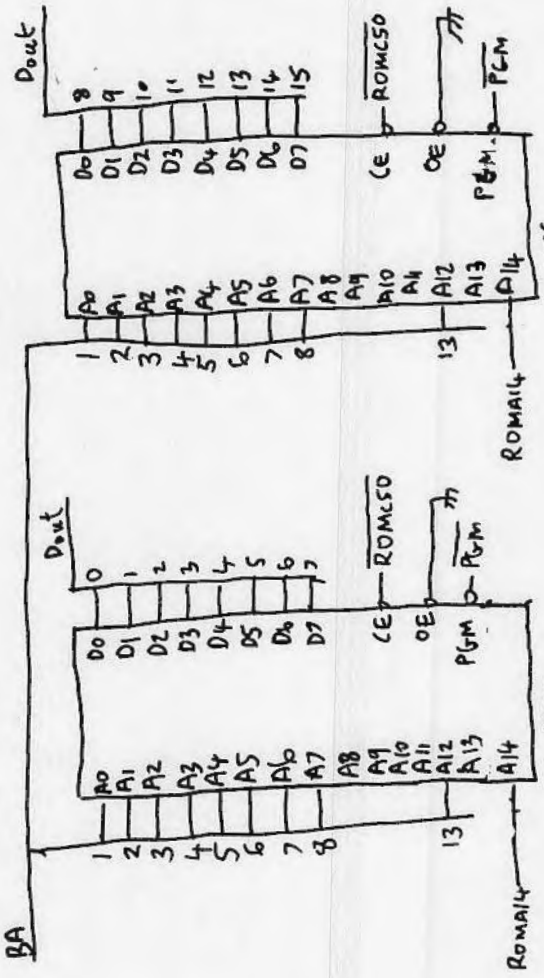 BA
Dout
1 A0
2 A1
3 A2
4 A3
5 A4
6 A5
7 A6
8 A7
A8
A9
A10
A11
13 A12
A13
A14
ROMA14
D0 0
D1 1
D2 2
D3 3
D4 4
D5 5
D6 6
D7 7
CE ROMCS0
OE
PGM PGM
Dout
1 A0
2 A1
3 A2
4 A3
5 A4
6 A5
7 A6
8 A7
A8
A9
A10
A11
13 A12
A13
A14
ROMA14
D0 8
D1 9
D2 10
D3 11
D4 12
D5 13
D6 14
D7 15
CE ROMCS0
OE
PGM PGM